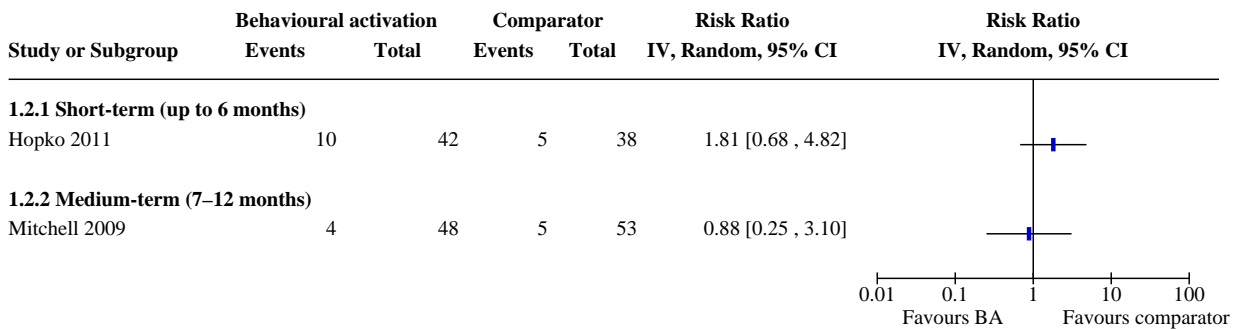 Behavioural activation Comparator Risk Ratio Risk Ratio
Study or Subgroup Events Total Events Total IV, Random, 95% CI IV, Random, 95% CI
1.2.1 Short-term (up to 6 months)
Hopko 2011 10 42 5 38 1.81 [0.68 , 4.82]
1.2.2 Medium-term (7–12 months)
Mitchell 2009 4 48 5 53 0.88 [0.25 , 3.10]
0.01 0.1 1 10 100
Favours BA Favours comparator